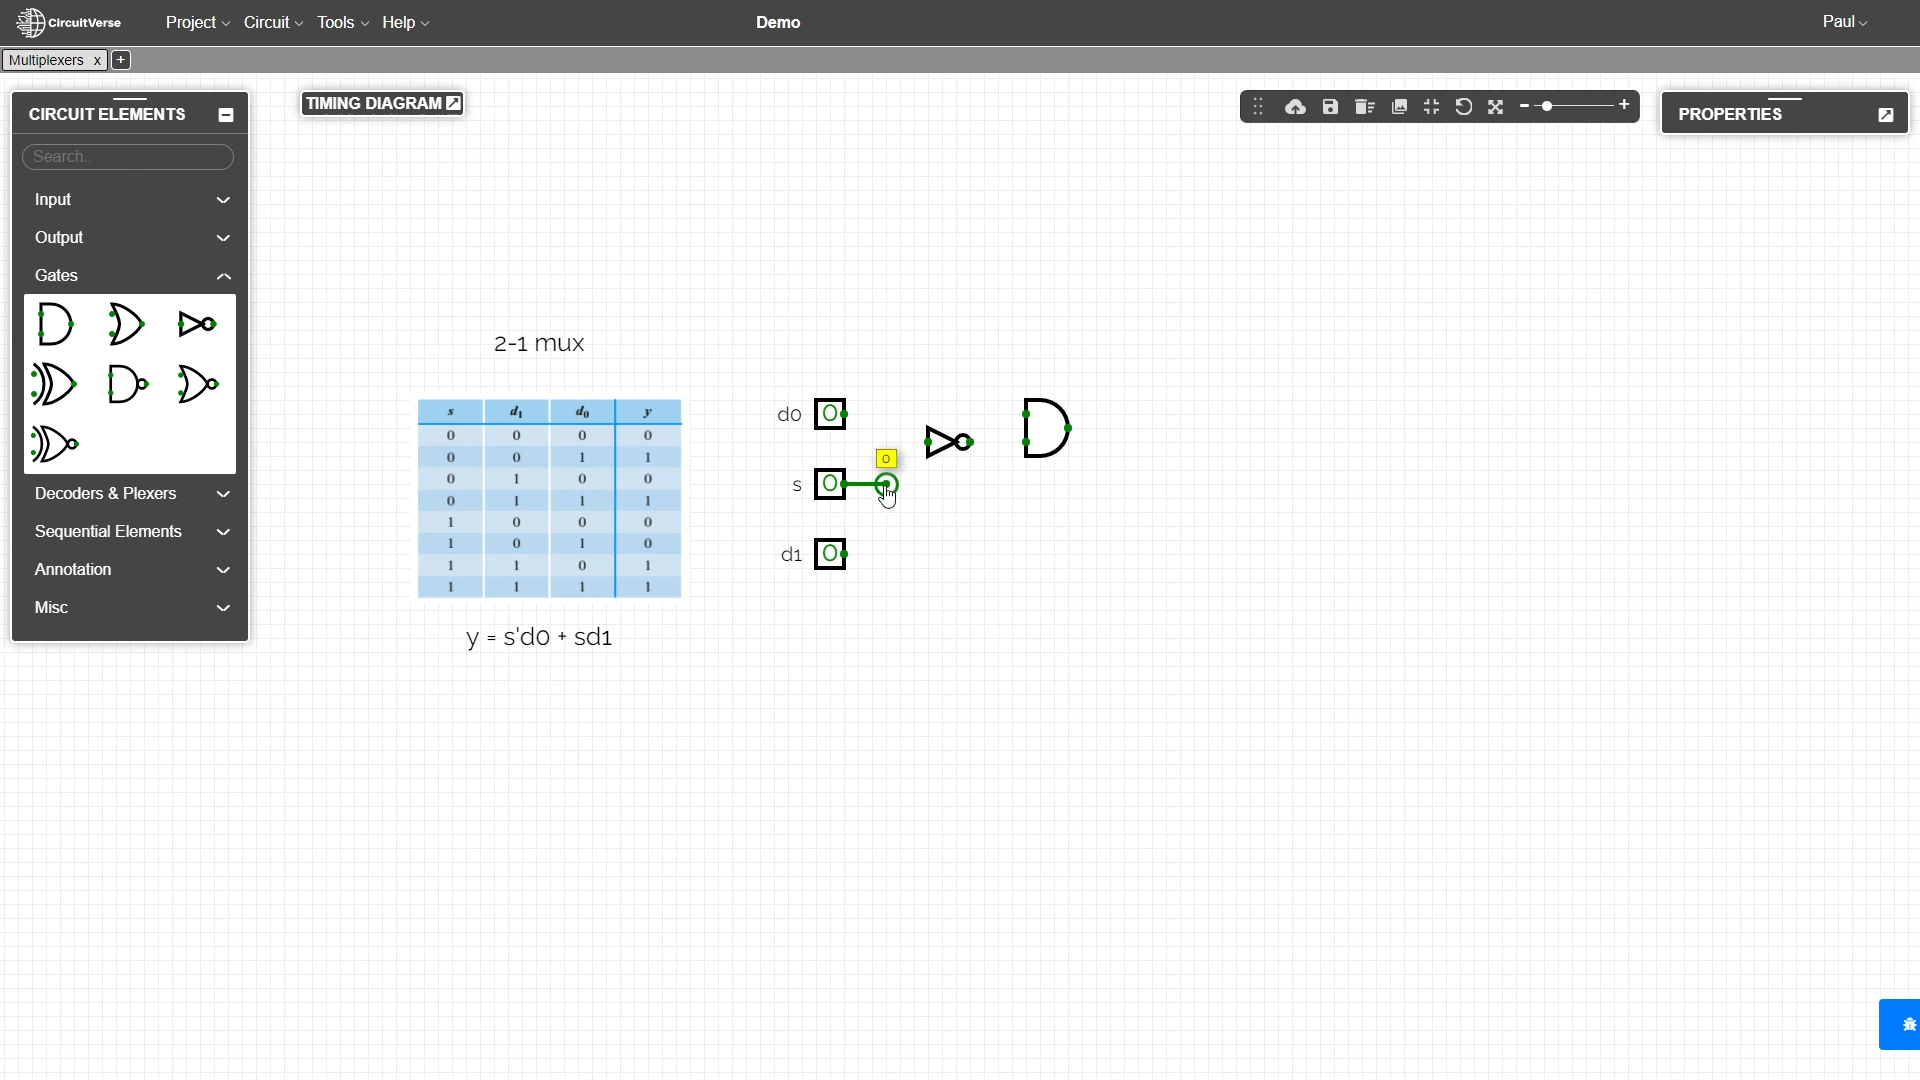 CircuitVerse Project Circuit Tools Help Demo Paul
Multiplexers x +
CIRCUIT ELEMENTS
Search..
Input
Output
Gates
Decoders & Plexers
Sequential Elements
Annotation
Misc
TIMING DIAGRAM
PROPERTIES
2-1 mux
s d1 d0 y
0 0 0 0
0 0 1 1
0 1 0 0
0 1 1 1
1 0 0 0
1 0 1 0
1 1 0 1
1 1 1 1
y = s'd0 + sd1
d0 0
0
s 0
d1 0